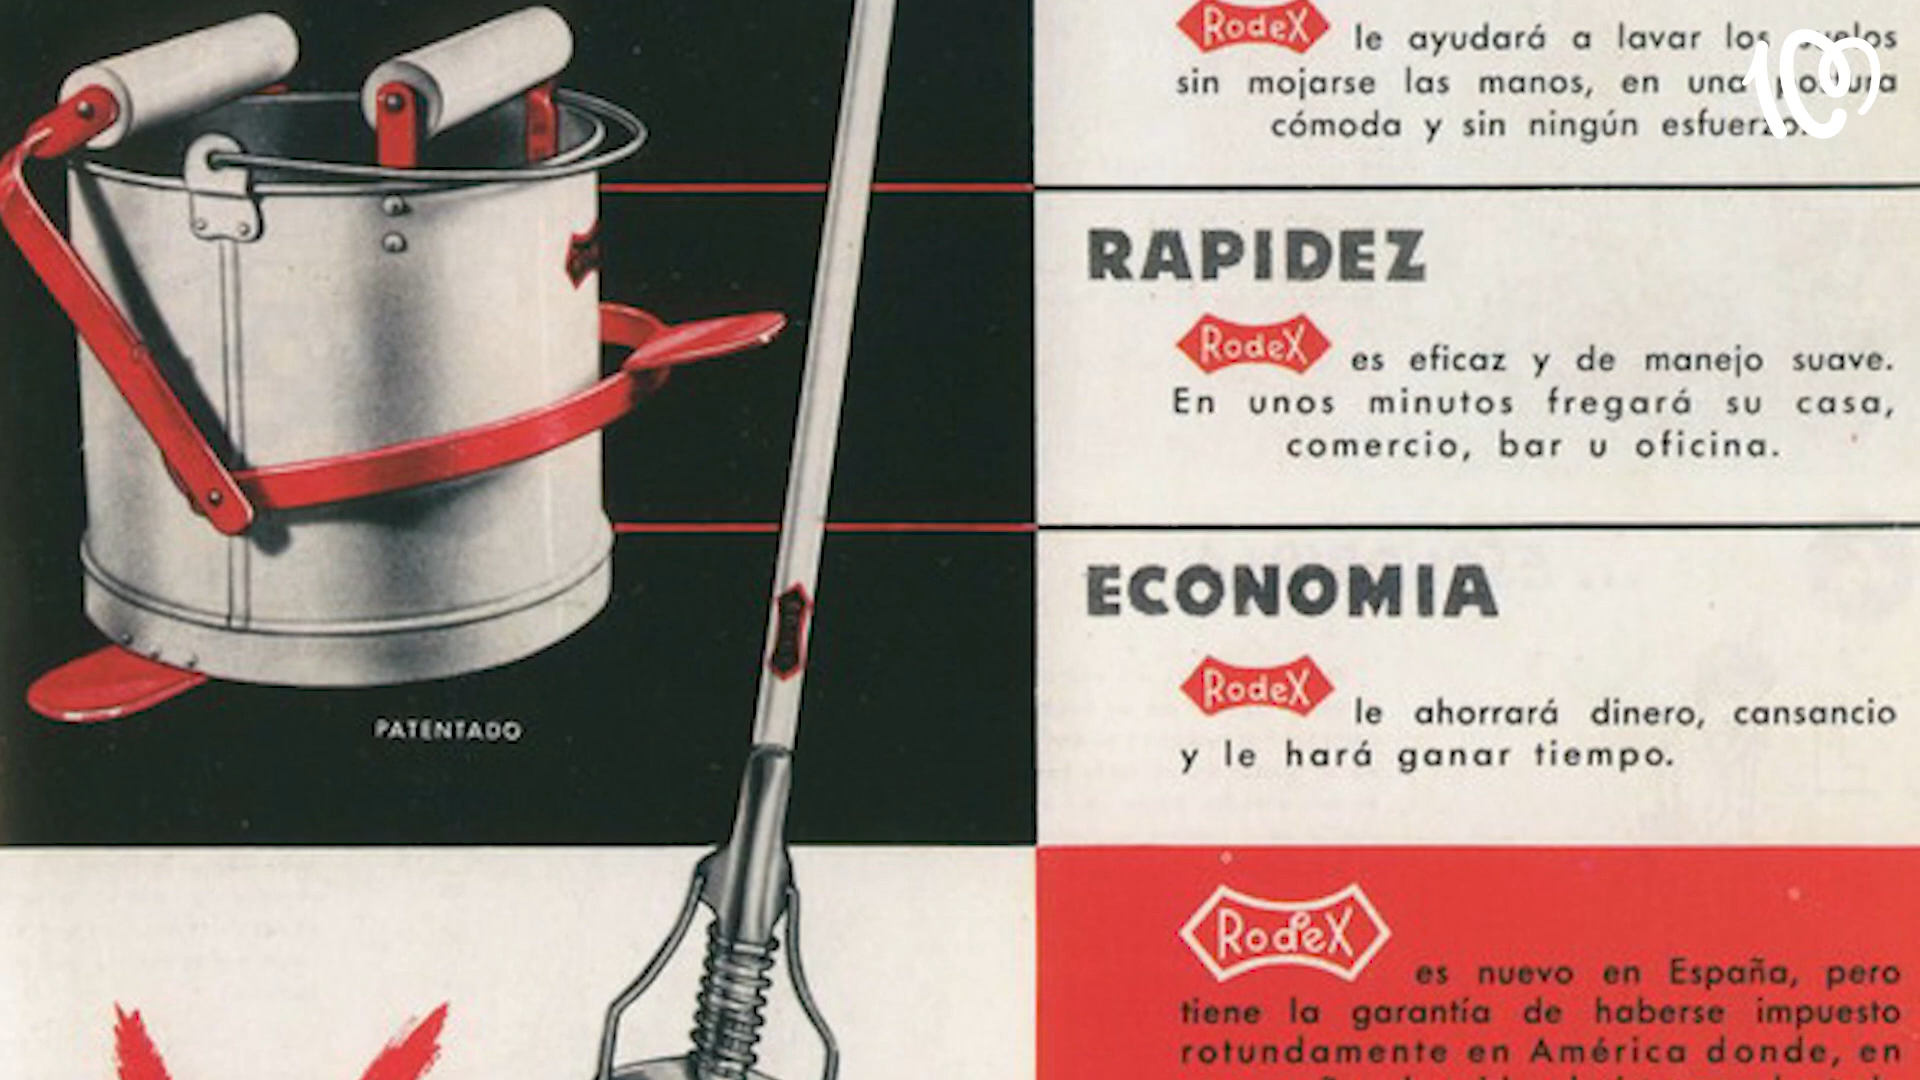 RodeX le ayudará a lavar los suelos
sin mojarse las manos, en una postura
cómoda y sin ningún esfuerzo.
RAPIDEZ
RodeX es eficaz y de manejo suave.
En unos minutos fregará su casa,
comercio, bar u oficina.
ECONOMIA
RodeX le ahorrará dinero, cansancio
y le hará ganar tiempo.
PATENTADO
RodeX es nuevo en España, pero
tiene la garantía de haberse impuesto
rotundamente en América donde, en